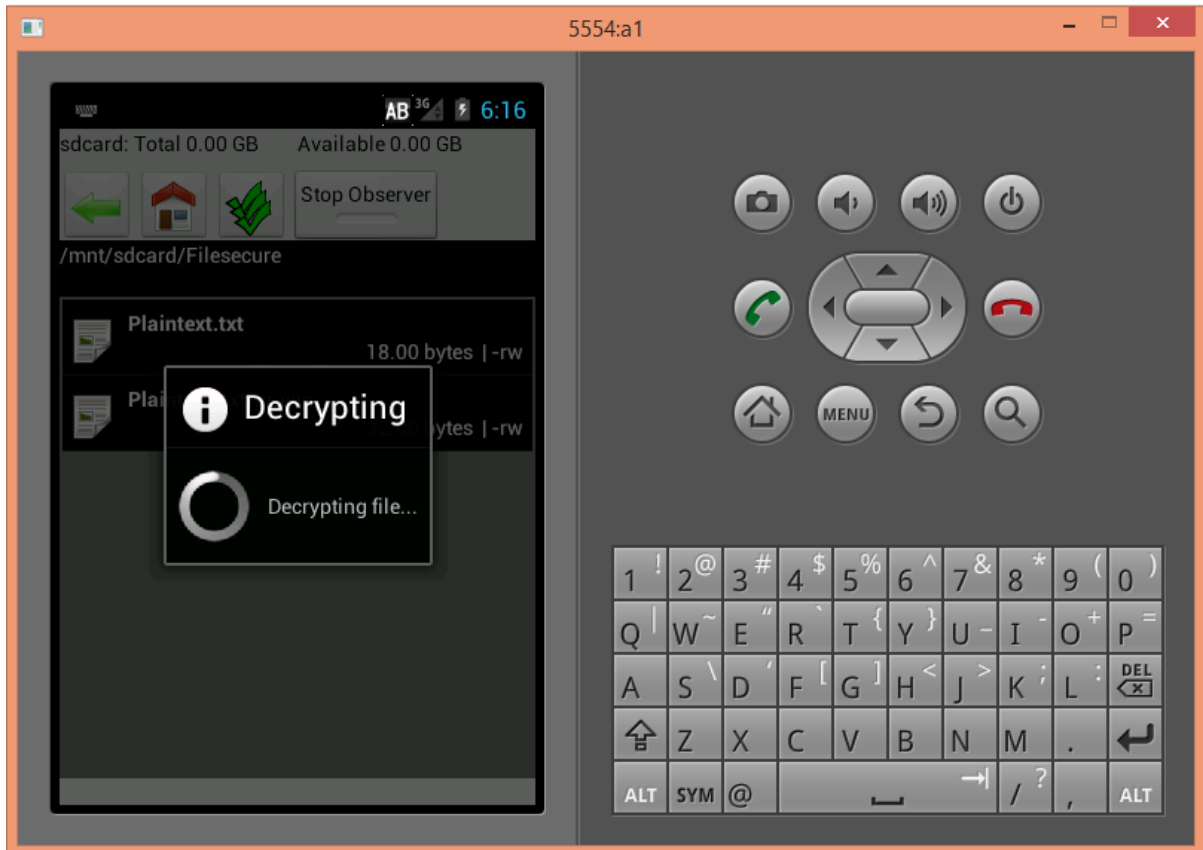 5554:a1
AB 3G 6:16
sdcard: Total 0.00 GB Available 0.00 GB
Stop Observer
/mnt/sdcard/Filesecure
Plaintext.txt
18.00 bytes | -rw
Decrypting
bytes | -rw
Decrypting file...
MENU
1 ! 2 @ 3 # 4 $ 5 % 6 ^ 7 & 8 * 9 ( 0 )
Q | W ~ E " R ` T { Y } U _ I - O + P =
A S \ D ' F [ G ] H < J > K ; L : DEL
Z X C V B N M .
ALT SYM @ / ? , ALT